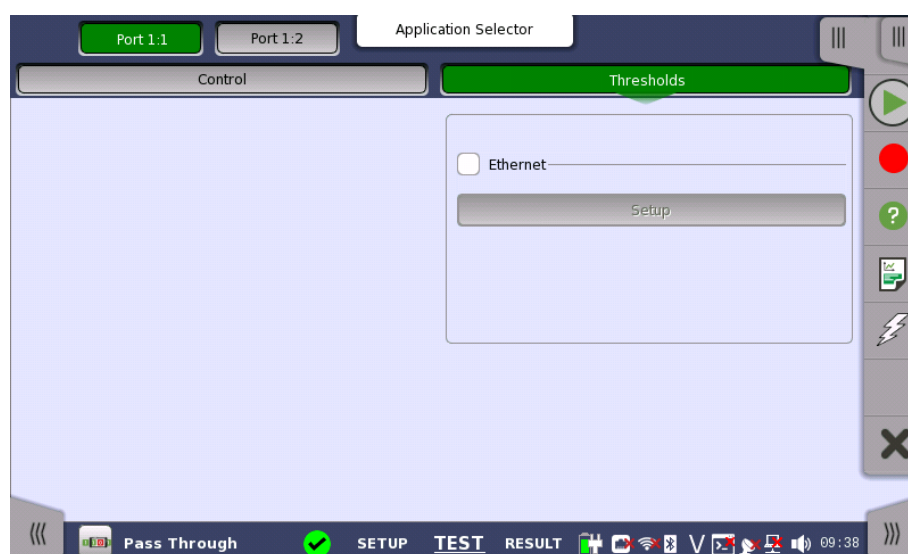 Port 1:1 Port 1:2 Application Selector
Control Thresholds
Ethernet
Setup
?
Pass Through SETUP TEST RESULT 09:38